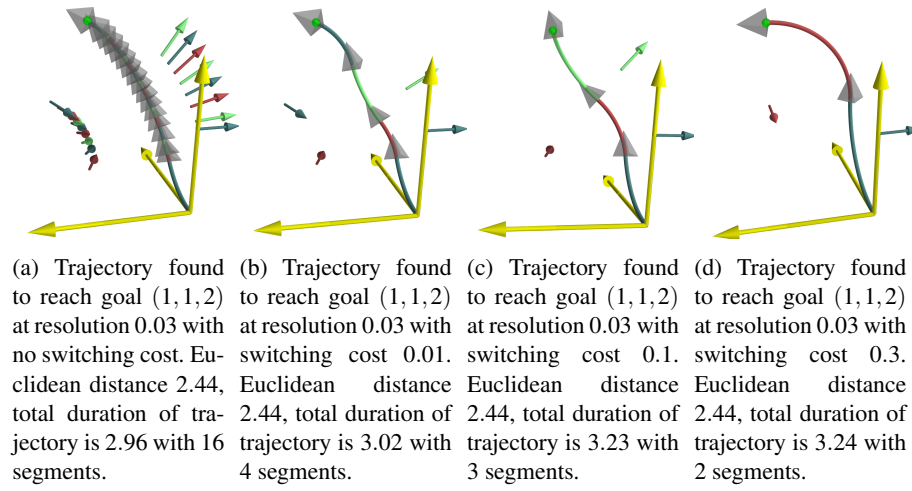 (a) Trajectory found
to reach goal (1,1,2)
at resolution 0.03 with
no switching cost. Eu-
clidean distance 2.44,
total duration of tra-
jectory is 2.96 with 16
segments.
(b) Trajectory found
to reach goal (1,1,2)
at resolution 0.03 with
switching cost 0.01.
Euclidean distance
2.44, total duration of
trajectory is 3.02 with
4 segments.
(c) Trajectory found
to reach goal (1,1,2)
at resolution 0.03 with
switching cost 0.1.
Euclidean distance
2.44, total duration of
trajectory is 3.23 with
3 segments.
(d) Trajectory found
to reach goal (1,1,2)
at resolution 0.03 with
switching cost 0.3.
Euclidean distance
2.44, total duration of
trajectory is 3.24 with
2 segments.